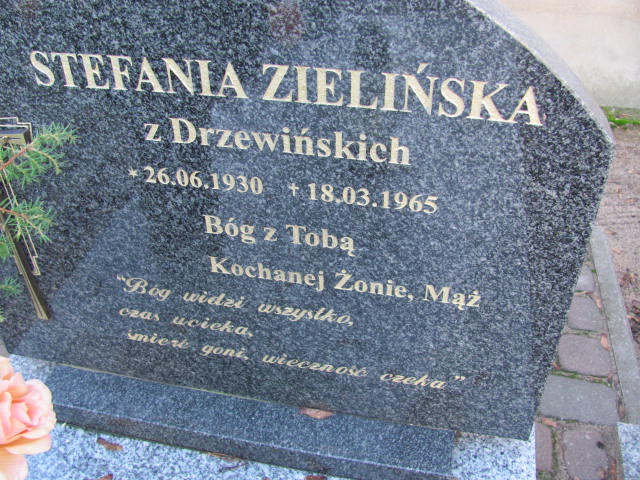 STEFANIA ZIELIŃSKA
z Drzewińskich
* 26.06.1930 + 18.03.1965
Bóg z Tobą
Kochanej Żonie, Mąż
"Bóg widzi wszystko,
czas ucieka,
śmierć goni, wieczność czeka"